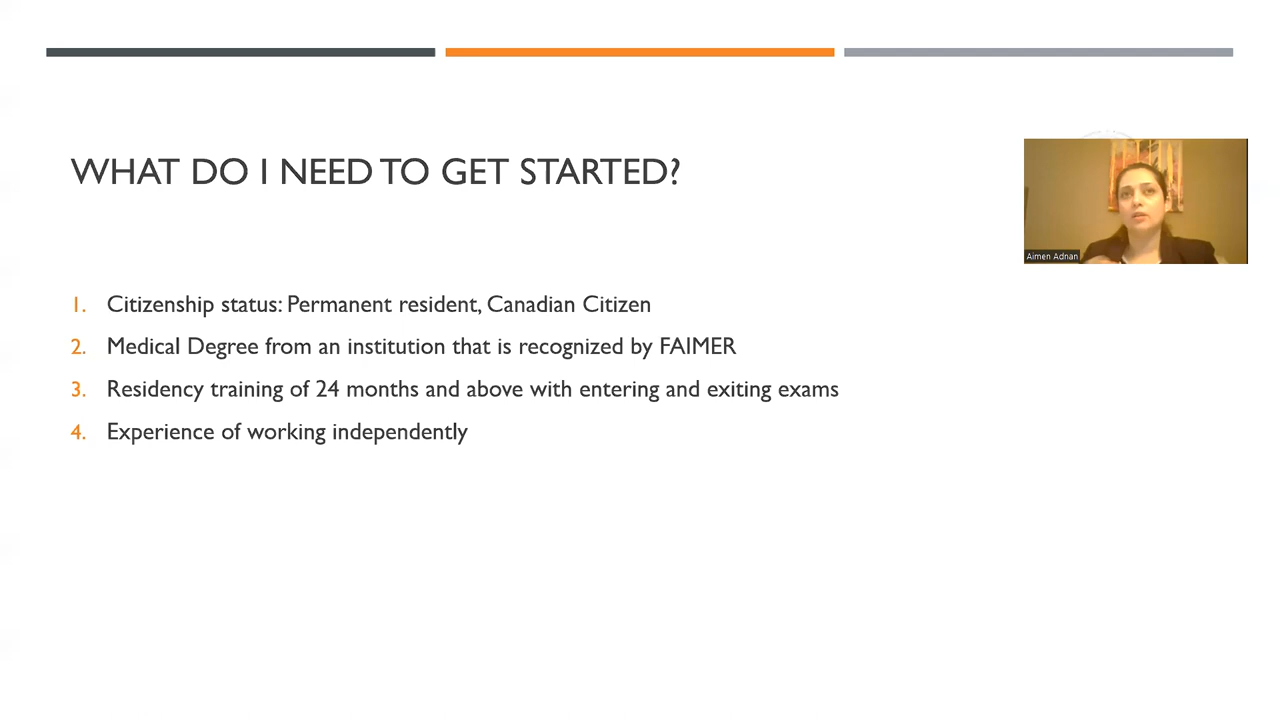 WHAT DO I NEED TO GET STARTED?
Aimen Adnan
1. Citizenship status: Permanent resident, Canadian Citizen
2. Medical Degree from an institution that is recognized by FAIMER
3. Residency training of 24 months and above with entering and exiting exams
4. Experience of working independently